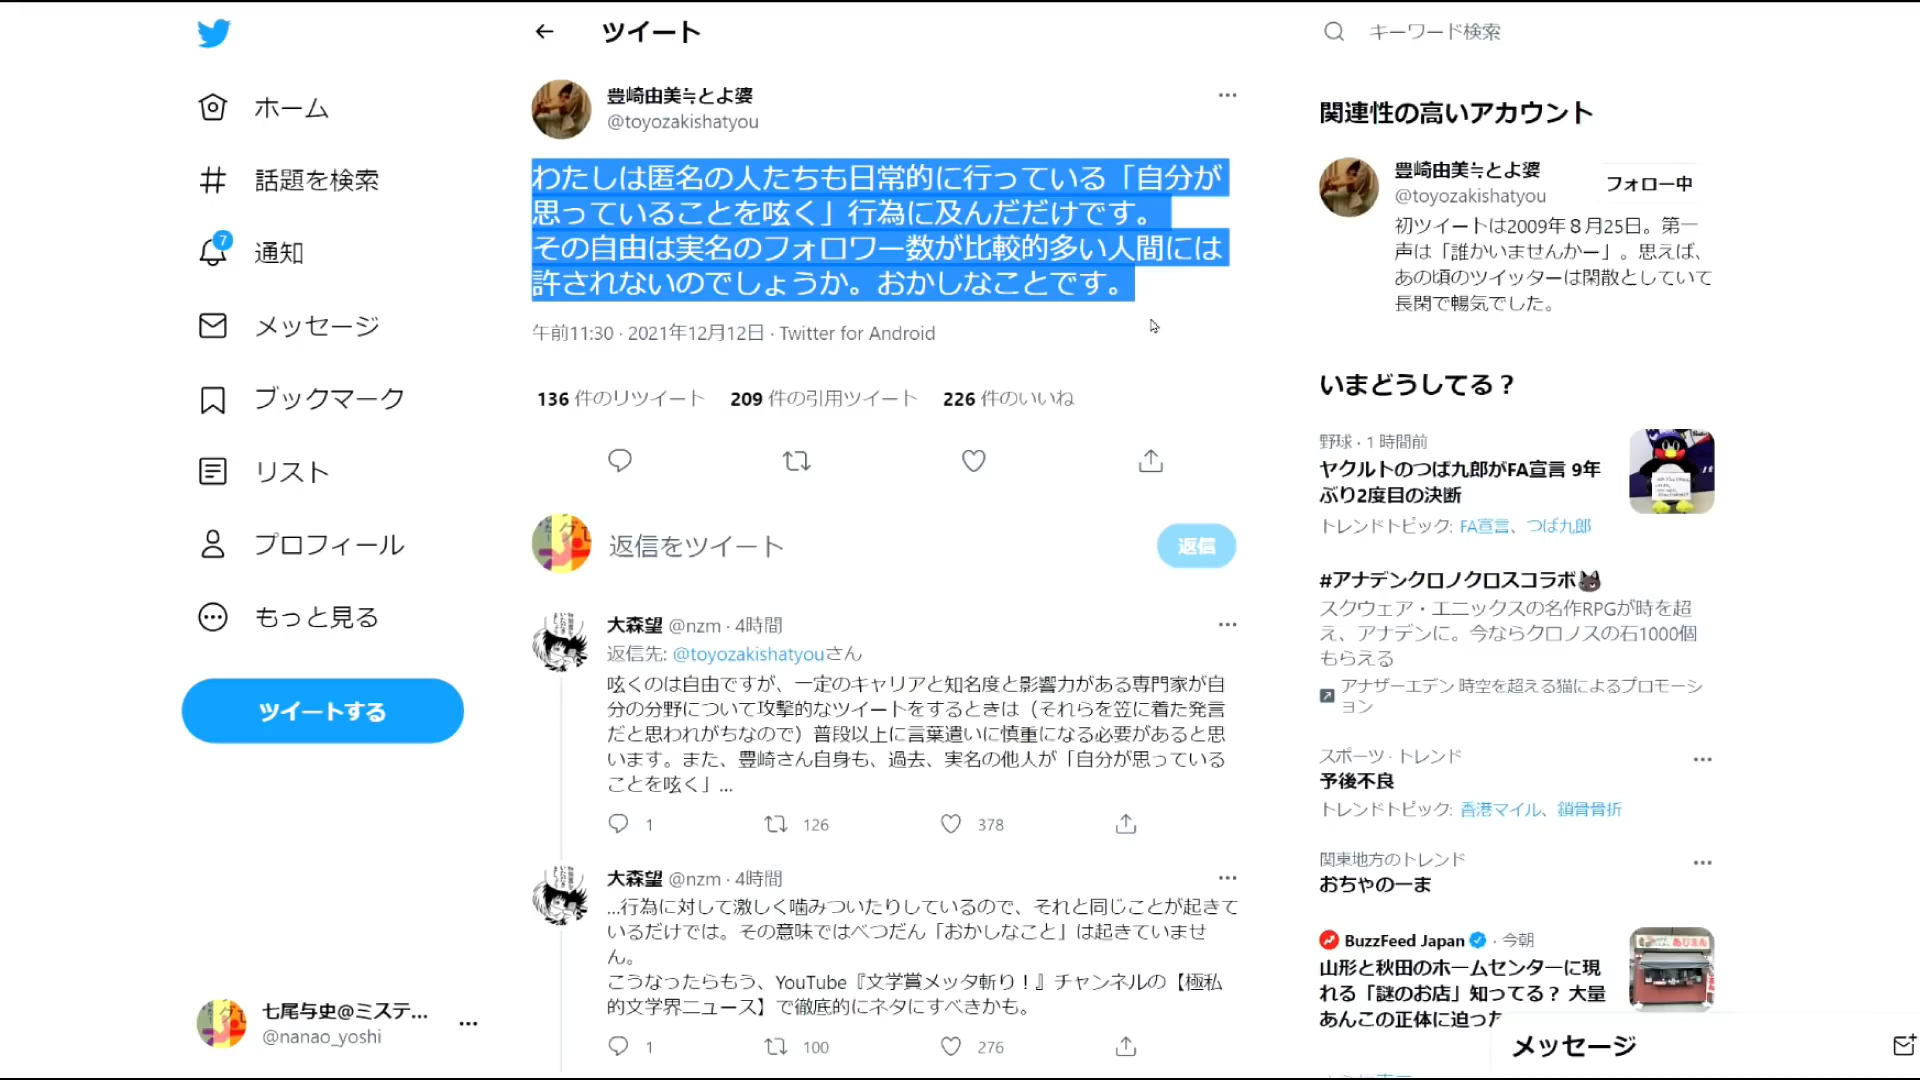 ホーム
話題を検索
7
通知
メッセージ
ブックマーク
リスト
プロフィール
もっと見る
ツイートする
七尾与史@ミステ...
@nanao_yoshi
ツイート
豊崎由美≒とよ婆
@toyozakishatyou
わたしは匿名の人たちも日常的に行っている「自分が
思っていることを呟く」行為に及んだだけです。
その自由は実名のフォロワー数が比較的多い人間には
許されないのでしょうか。おかしなことです。
午前11:30 · 2021年12月12日 · Twitter for Android
136 件のリツイート 209 件の引用ツイート 226 件のいいね
返信をツイート
返信
大森望 @nzm · 4時間
返信先: @toyozakishatyouさん
呟くのは自由ですが、一定のキャリアと知名度と影響力がある専門家が自
分の分野について攻撃的なツイートをするときは（それらを笠に着た発言
だと思われがちなので）普段以上に言葉遣いに慎重になる必要があると思
います。また、豊崎さん自身も、過去、実名の他人が「自分が思っている
ことを呟く」...
1 126 378
大森望 @nzm · 4時間
...行為に対して激しく噛みついたりしているので、それと同じことが起きて
いるだけでは。その意味ではべつだん「おかしなこと」は起きていませ
ん。
こうなったらもう、YouTube『文学賞メッタ斬り！』チャンネルの【極私
的文学界ニュース】で徹底的にネタにすべきかも。
1 100 276
キーワード検索
関連性の高いアカウント
豊崎由美≒とよ婆
@toyozakishatyou
フォロー中
初ツイートは2009年８月25日。第一
声は「誰かいませんかー」。思えば、
あの頃のツイッターは閑散としていて
長閑で暢気でした。
いまどうしてる？
野球 · 1 時間前
ヤクルトのつば九郎がFA宣言 9年
ぶり2度目の決断
トレンドトピック: FA宣言、つば九郎
#アナデンクロノクロスコラボ
スクウェア・エニックスの名作RPGが時を超
え、アナデンに。今ならクロノスの石1000個
もらえる
アナザーエデン 時空を超える猫によるプロモーシ
ョン
スポーツ · トレンド
予後不良
トレンドトピック: 香港マイル、鎖骨骨折
関東地方のトレンド
おちゃのーま
BuzzFeed Japan · 今朝
山形と秋田のホームセンターに現
れる「謎のお店」知ってる？ 大量
あんこの正体に迫った
メッセージ